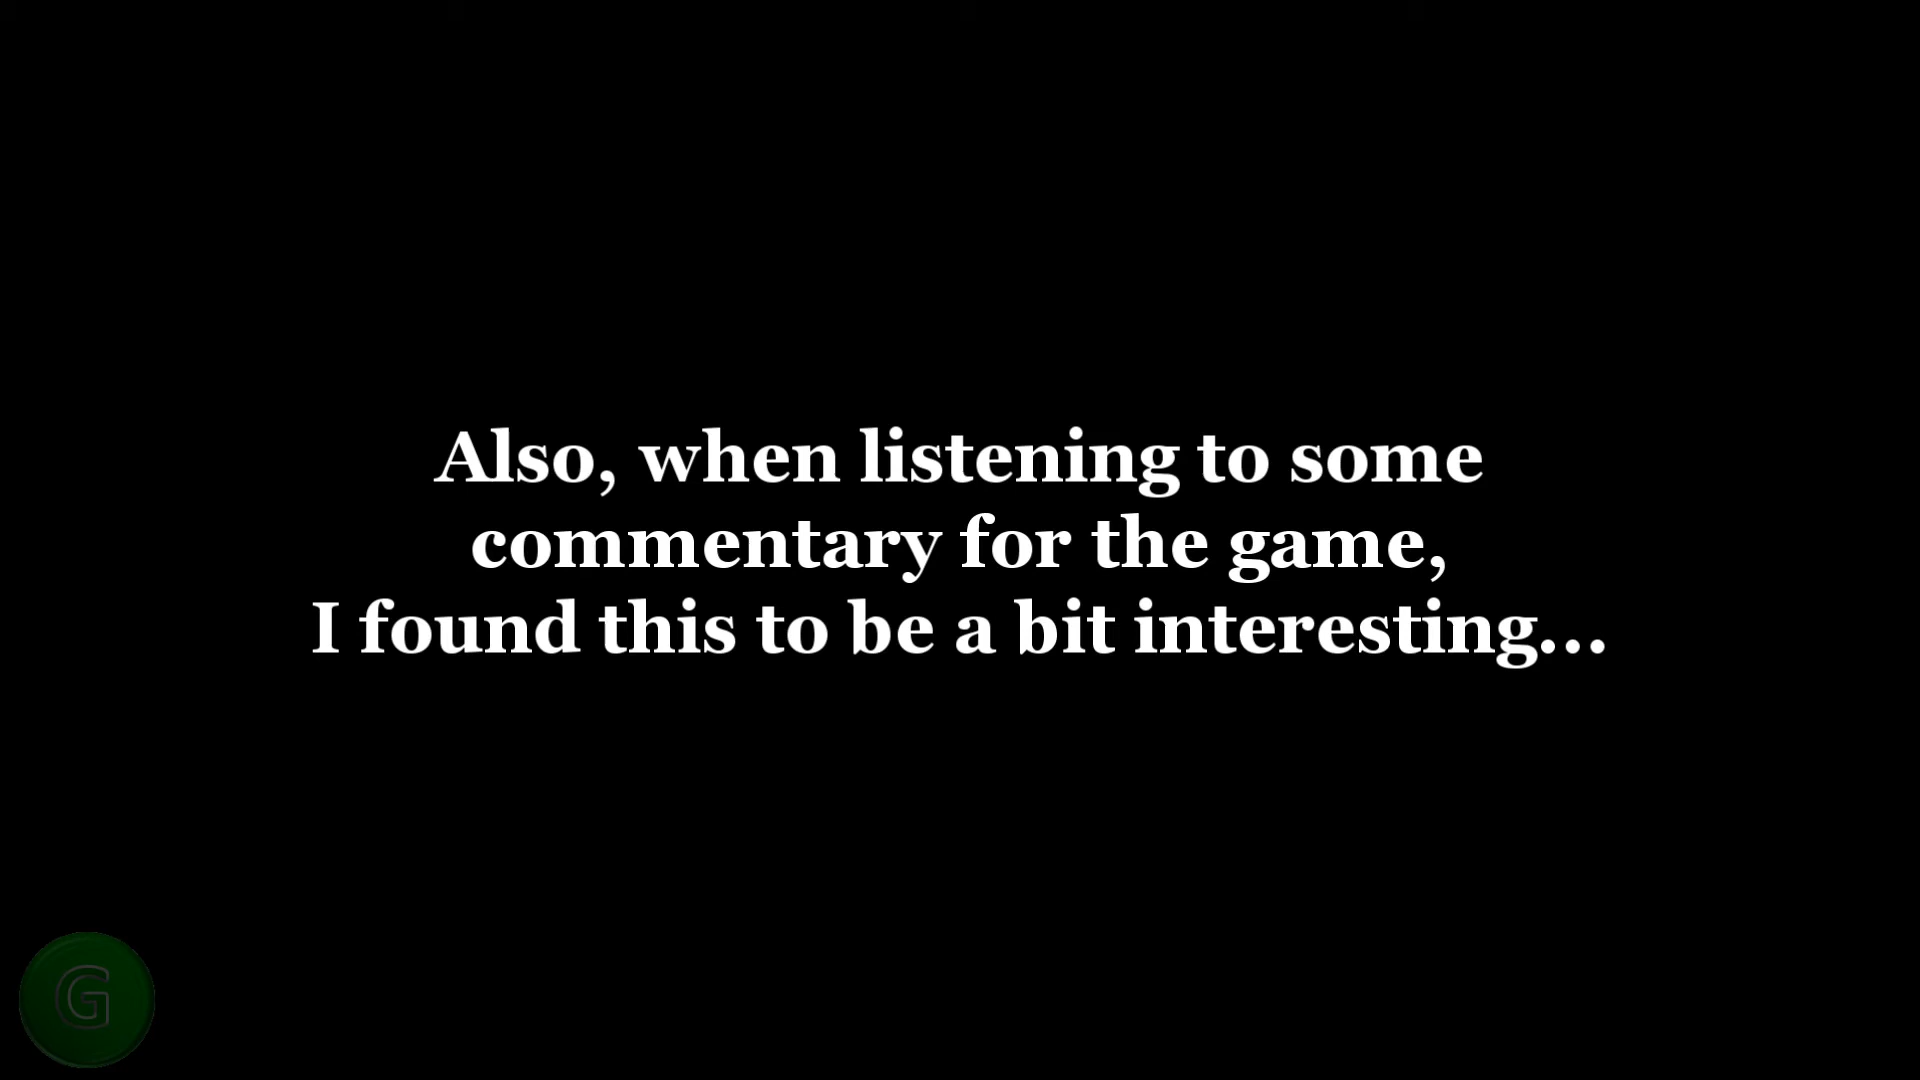 Also, when listening to some
commentary for the game,
I found this to be a bit interesting...
G